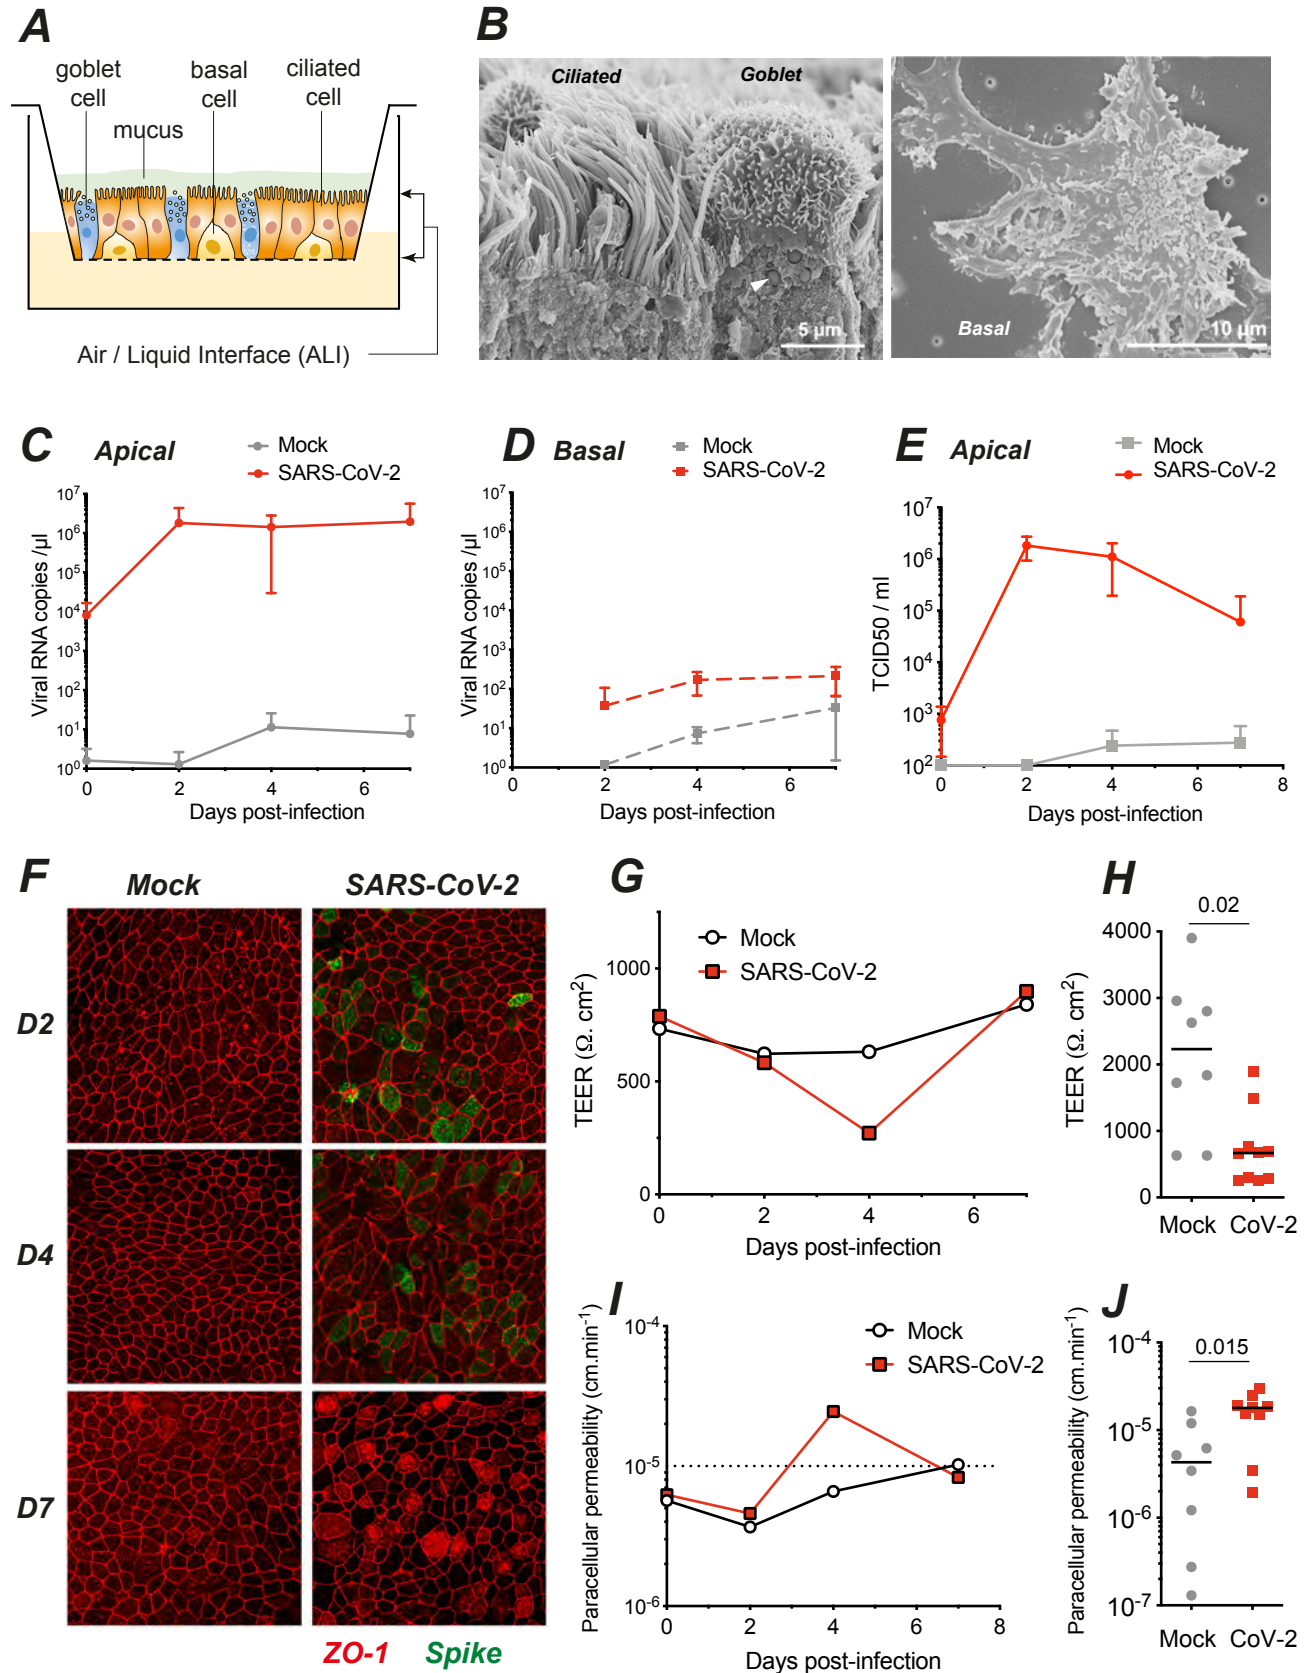 A
goblet
cell
basal
cell
ciliated
cell
mucus
Air / Liquid Interface (ALI)
B
Ciliated
Goblet
5 µm
Basal
10 µm
C
Apical
Mock
SARS-CoV-2
Viral RNA copies /µl
10⁷
10⁶
10⁵
10⁴
10³
10²
10¹
10⁰
0
2
4
6
Days post-infection
D
Basal
Mock
SARS-CoV-2
Viral RNA copies /µl
10⁷
10⁶
10⁵
10⁴
10³
10²
10¹
10⁰
0
2
4
6
Days post-infection
E
Apical
Mock
SARS-CoV-2
TCID50 / ml
10⁷
10⁶
10⁵
10⁴
10³
10²
0
2
4
6
8
Days post-infection
F
Mock
SARS-CoV-2
D2
D4
D7
ZO-1
Spike
G
Mock
SARS-CoV-2
TEER (Ω. cm²)
1000
500
0
0
2
4
6
Days post-infection
H
0.02
TEER (Ω. cm²)
4000
3000
2000
1000
0
Mock
CoV-2
I
Mock
SARS-CoV-2
Paracellular permeability (cm.min⁻¹)
10⁻⁴
10⁻⁵
10⁻⁶
0
2
4
6
8
Days post-infection
J
0.015
Paracellular permeability (cm.min⁻¹)
10⁻⁴
10⁻⁵
10⁻⁶
10⁻⁷
Mock
CoV-2